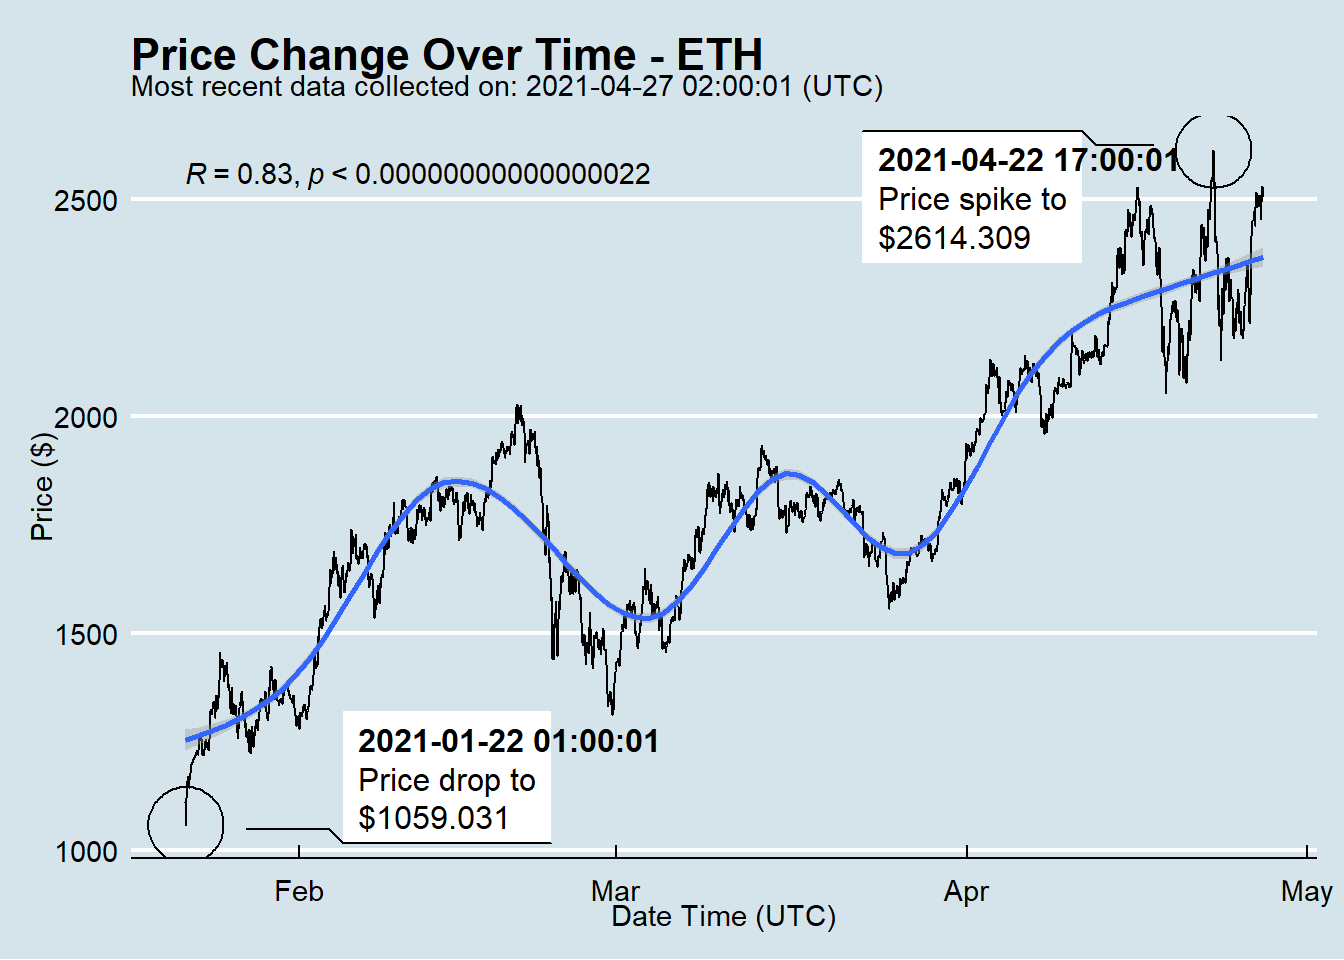 Price Change Over Time - ETH
Most recent data collected on: 2021-04-27 02:00:01 (UTC)
R = 0.83, p < 0.00000000000000022
2021-04-22 17:00:01
Price spike to
$2614.309
2500
2000
1500
1000
Price ($)
2021-01-22 01:00:01
Price drop to
$1059.031
Feb
Mar
Apr
May
Date Time (UTC)